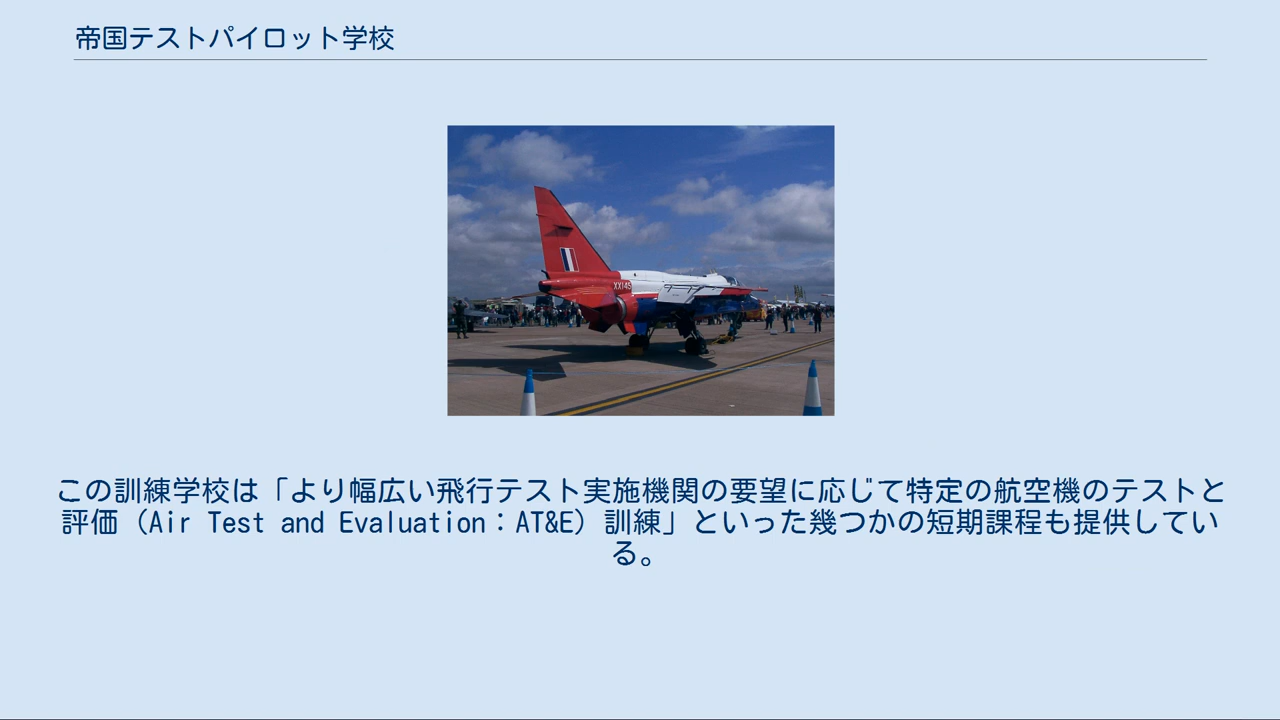 帝国テストパイロット学校
XX145
この訓練学校は「より幅広い飛行テスト実施機関の要望に応じて特定の航空機のテストと
評価（Air Test and Evaluation：AT&E）訓練」といった幾つかの短期課程も提供してい
る。